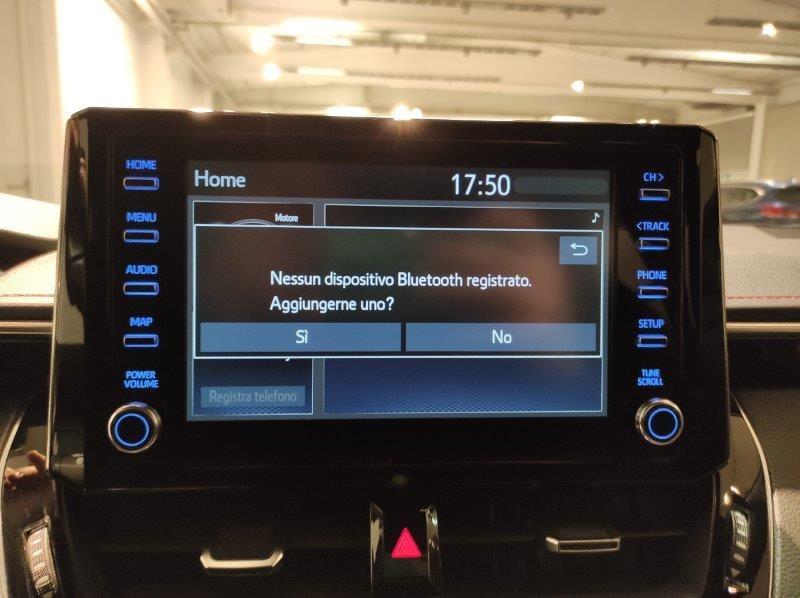 HOME
MENU
AUDIO
MAP
POWER
VOLUME
Home
17:50
Motore
Nessun dispositivo Bluetooth registrato.
Aggiungerne uno?
Sì
No
Registra telefono
CH >
< TRACK
PHONE
SETUP
TUNE
SCROLL